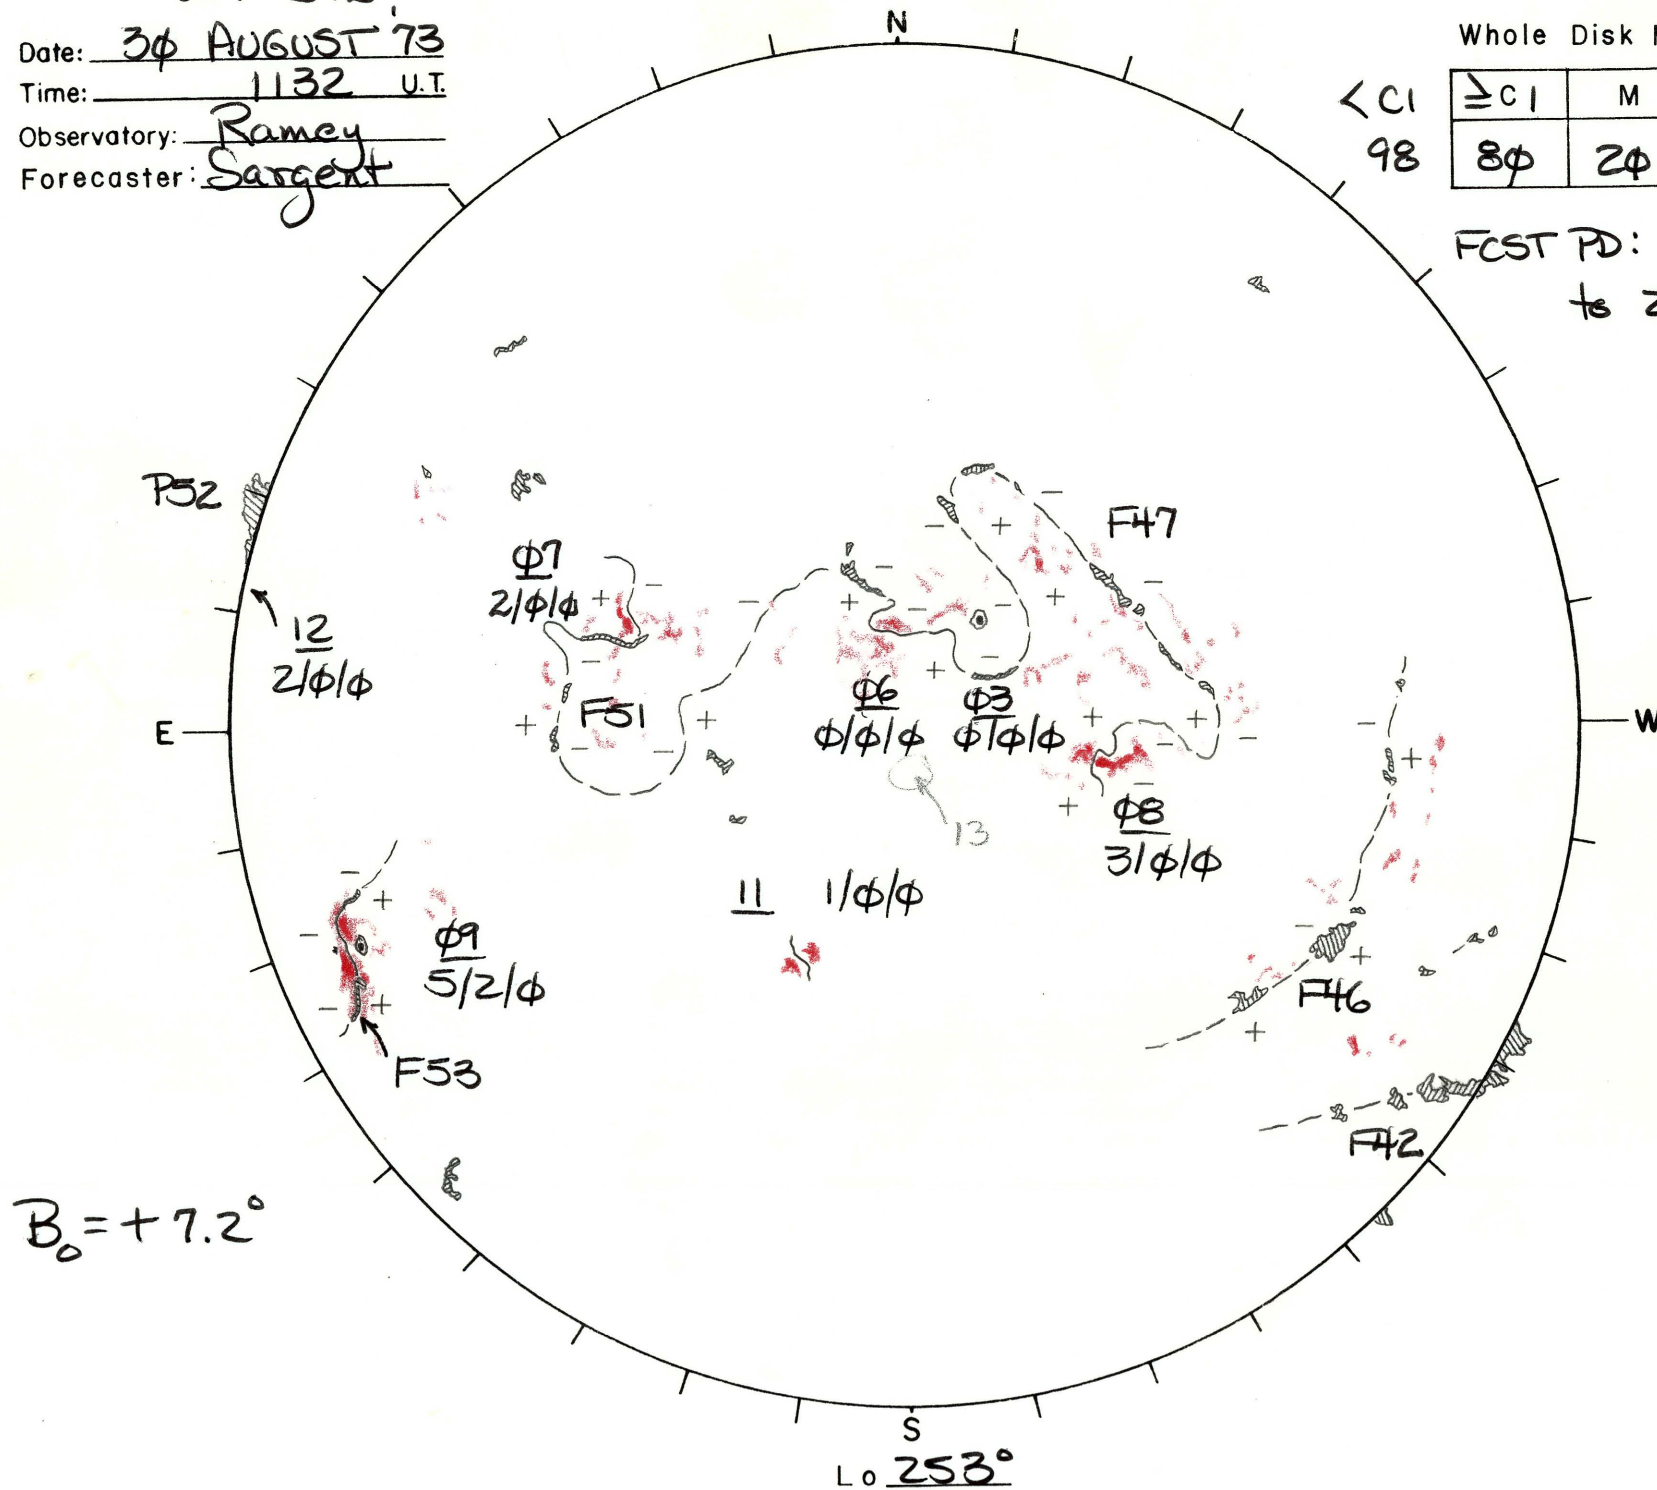 Date: 3φ AUGUST '73
Time: 1132 U.T.
Observatory: Ramey
Forecaster: Sargent
N
Whole Disk
<C1 ≥C1 M
98 8φ 2φ
FCST PD:
to
P52
F47
φ7
2/φ/φ
12
2/φ/φ
F51
φ6 φ3
φ/φ/φ φ/φ/φ
E
W
13
φ8
3/φ/φ
11 1/φ/φ
φ9
5/2/φ
F46
F53
F42
B₀=+7.2°
S
Lo 253°